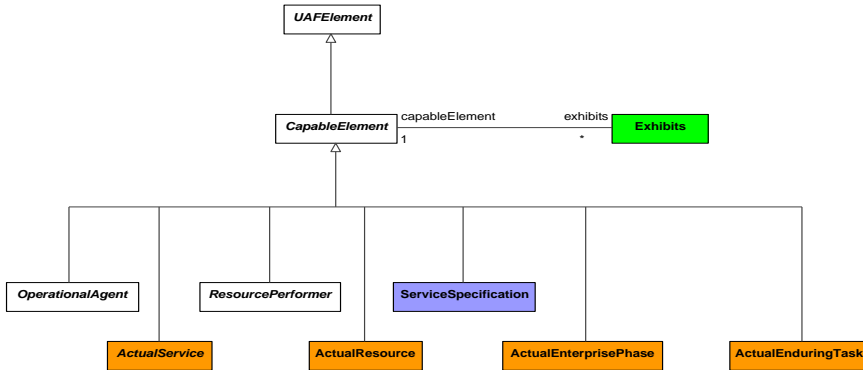 UAFElement
capableElement exhibits
CapableElement Exhibits
1 *
OperationalAgent ResourcePerformer ServiceSpecification
ActualService ActualResource ActualEnterprisePhase ActualEnduringTask